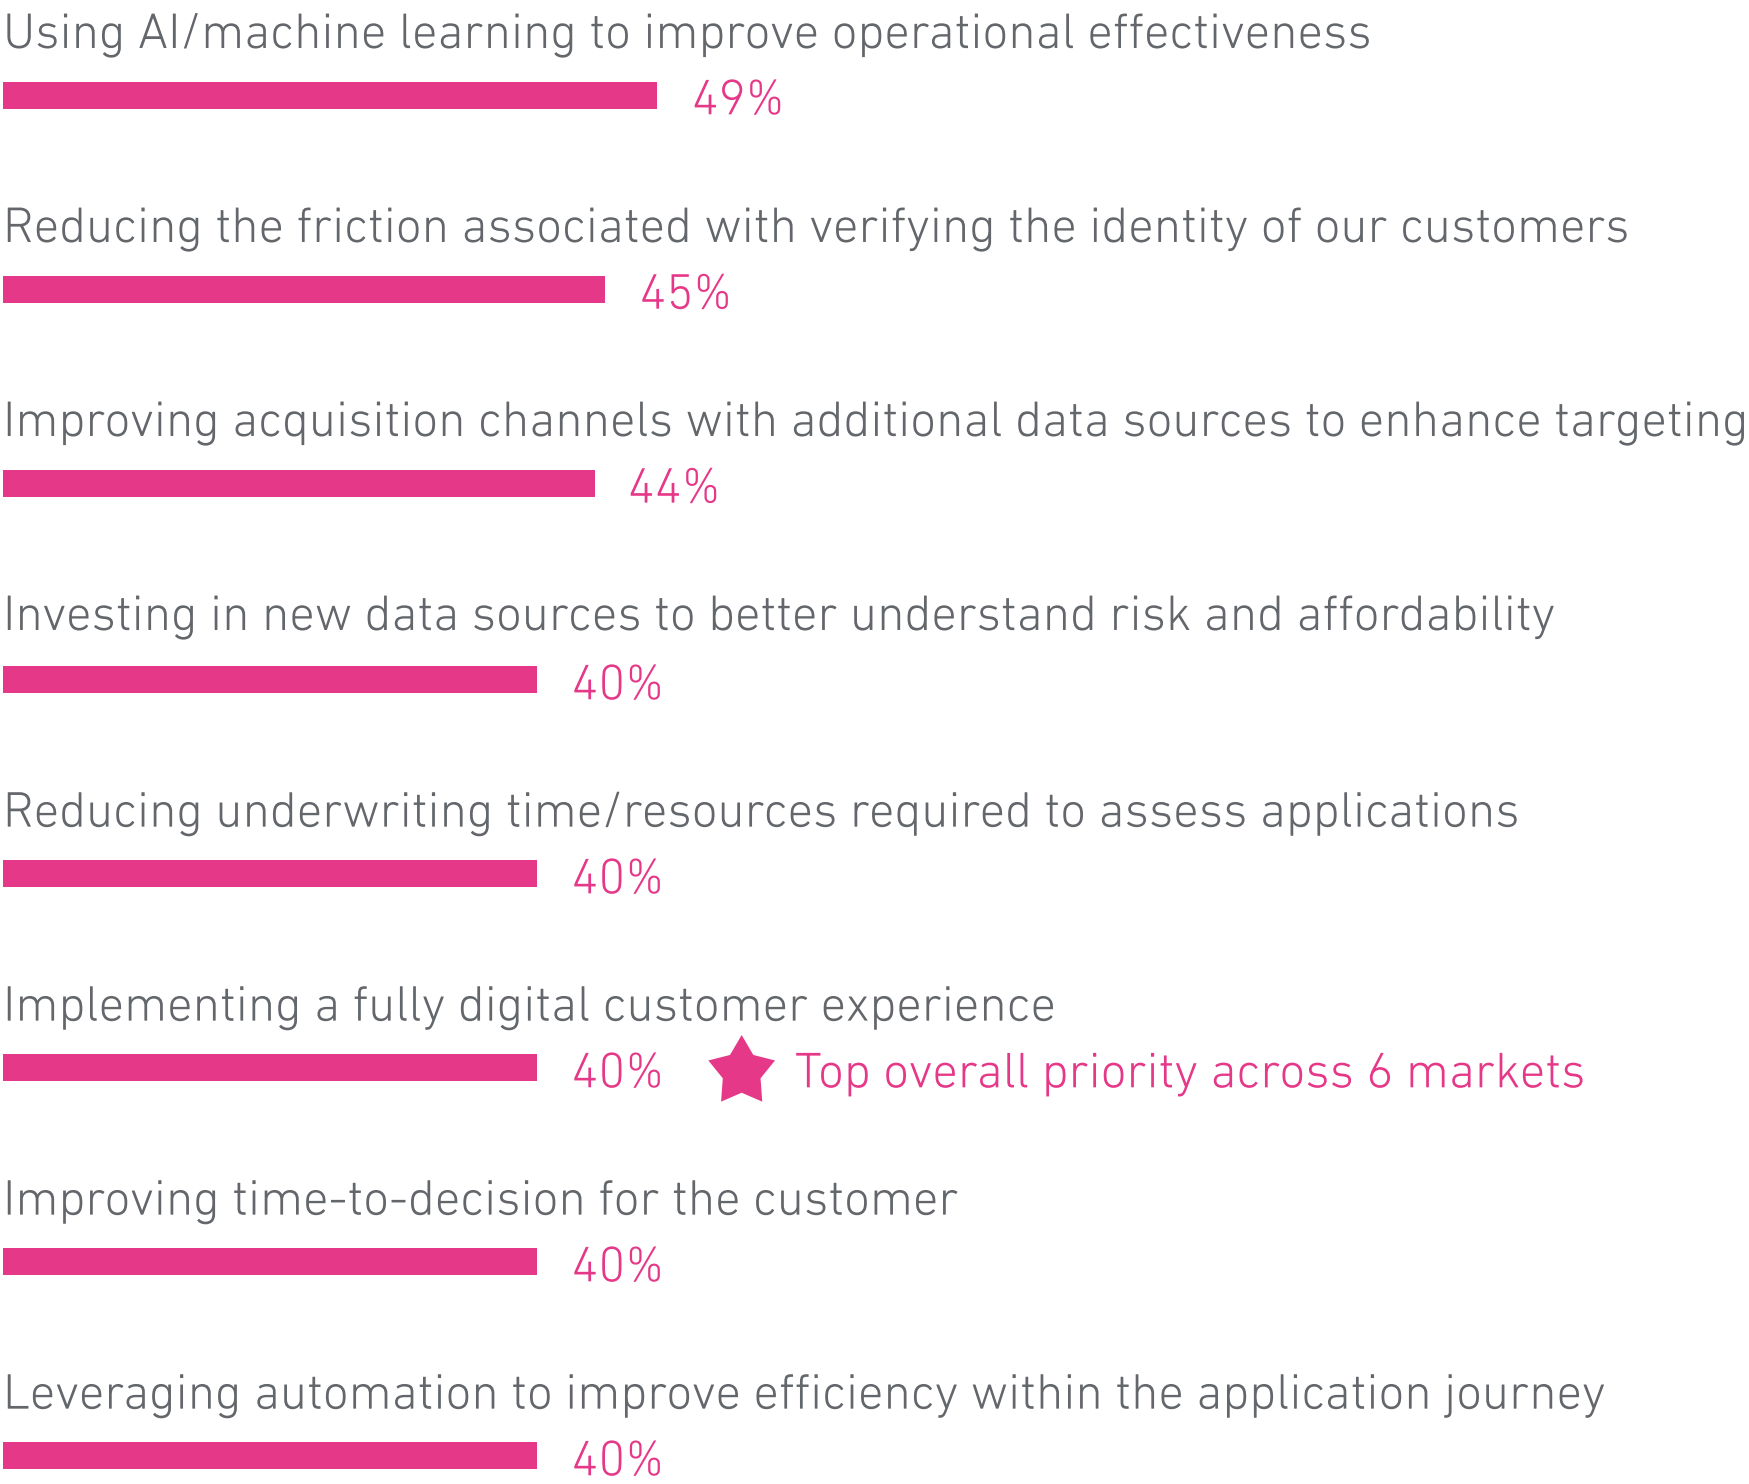 Using AI/machine learning to improve operational effectiveness
49%
Reducing the friction associated with verifying the identity of our customers
45%
Improving acquisition channels with additional data sources to enhance targeting
44%
Investing in new data sources to better understand risk and affordability
40%
Reducing underwriting time/resources required to assess applications
40%
Implementing a fully digital customer experience
40% Top overall priority across 6 markets
Improving time-to-decision for the customer
40%
Leveraging automation to improve efficiency within the application journey
40%